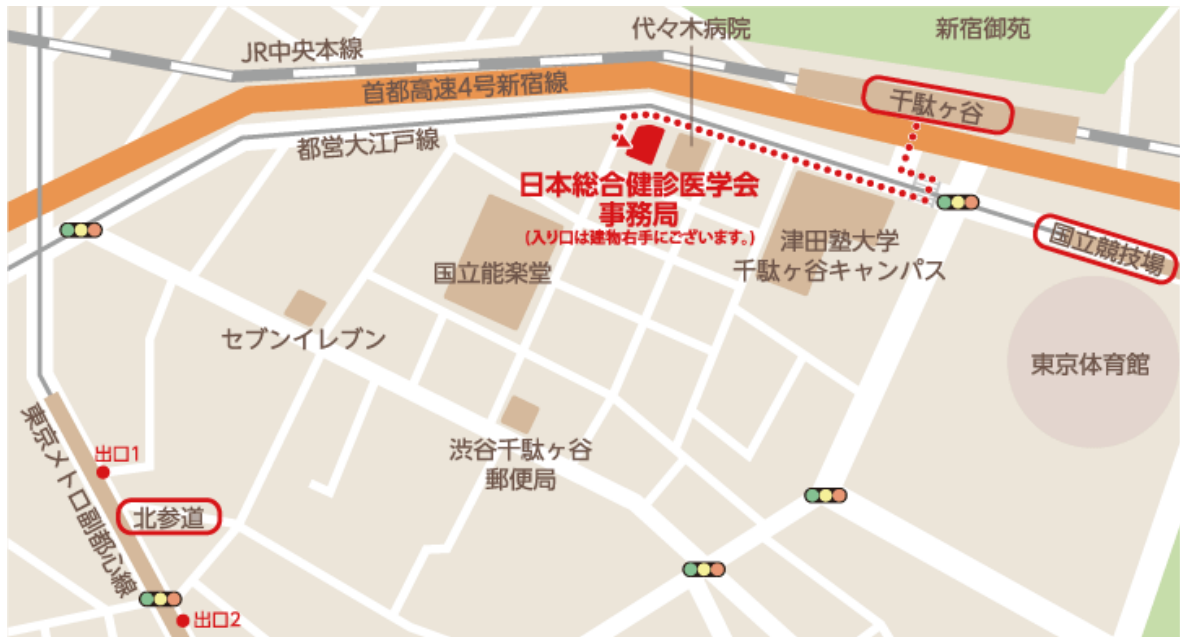 代々木病院
新宿御苑
JR中央本線
首都高速4号新宿線
千駄ヶ谷
都営大江戸線
日本総合健診医学会
事務局
(入り口は建物右手にございます。)
国立競技場
津田塾大学
千駄ヶ谷キャンパス
国立能楽堂
セブンイレブン
東京体育館
東京メトロ副都心線
出口1
渋谷千駄ヶ谷
郵便局
北参道
出口2